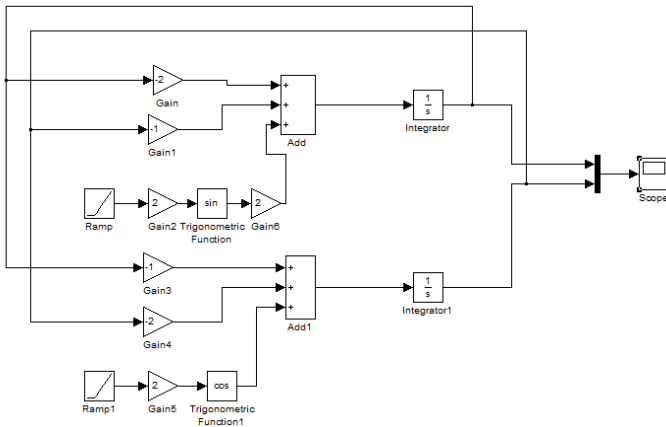 -2
Gain
-1
Gain1
+
+
+
Add
1
s
Integrator
Ramp
2
Gain2
sin
Trigonometric
Function
2
Gain6
Scope
-1
Gain3
-2
Gain4
+
+
+
Add1
1
s
Integrator1
Ramp1
2
Gain5
cos
Trigonometric
Function1